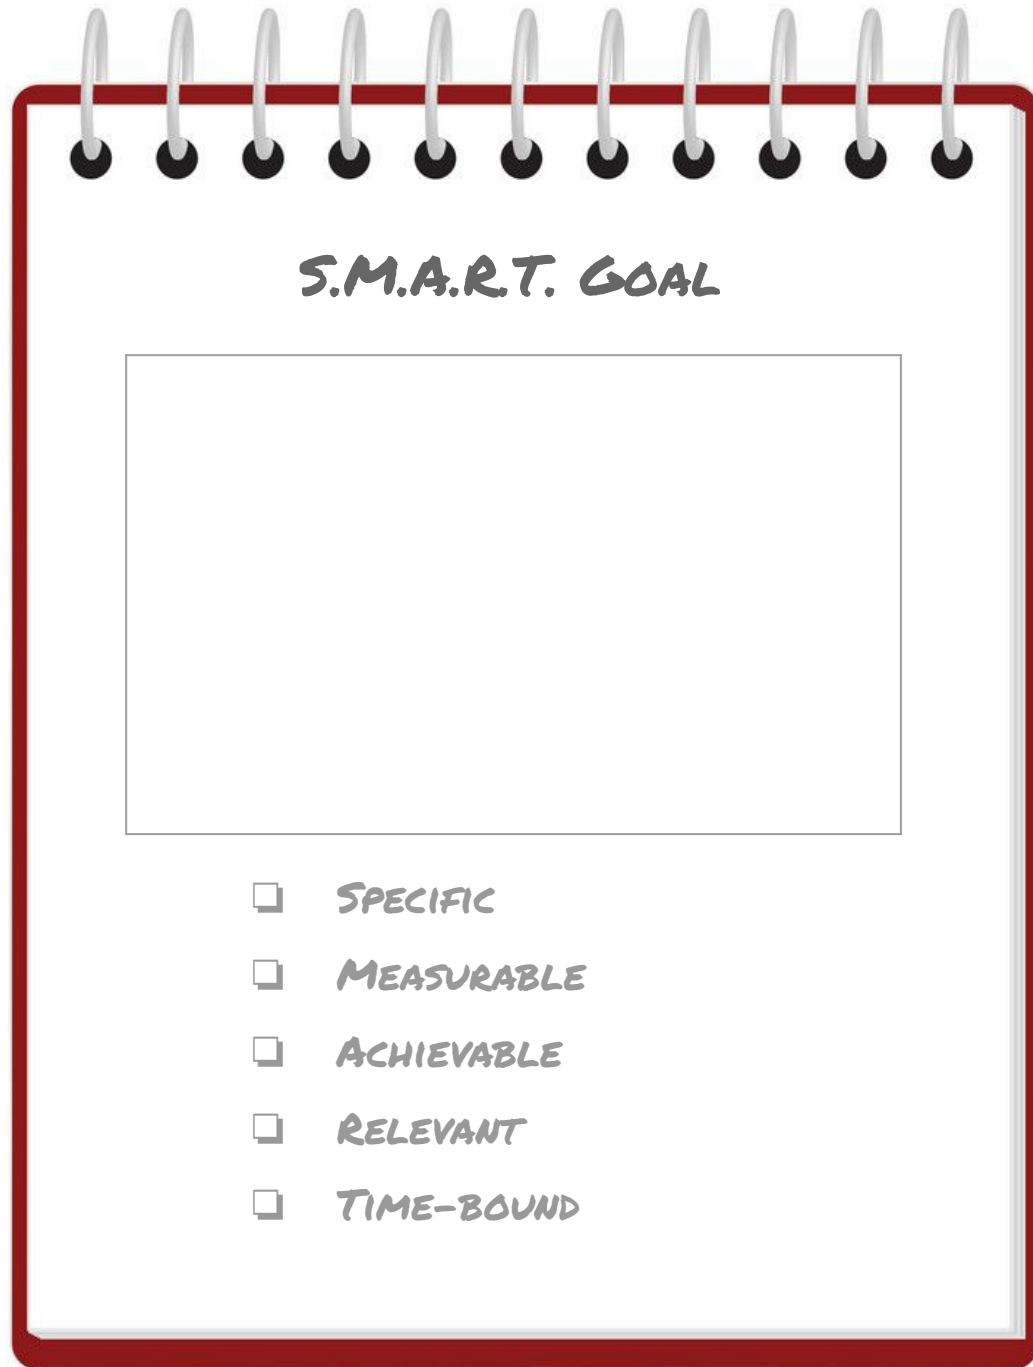 S.M.A.R.T. GOAL
❏ SPECIFIC
❏ MEASURABLE
❏ ACHIEVABLE
❏ RELEVANT
❏ TIME-BOUND